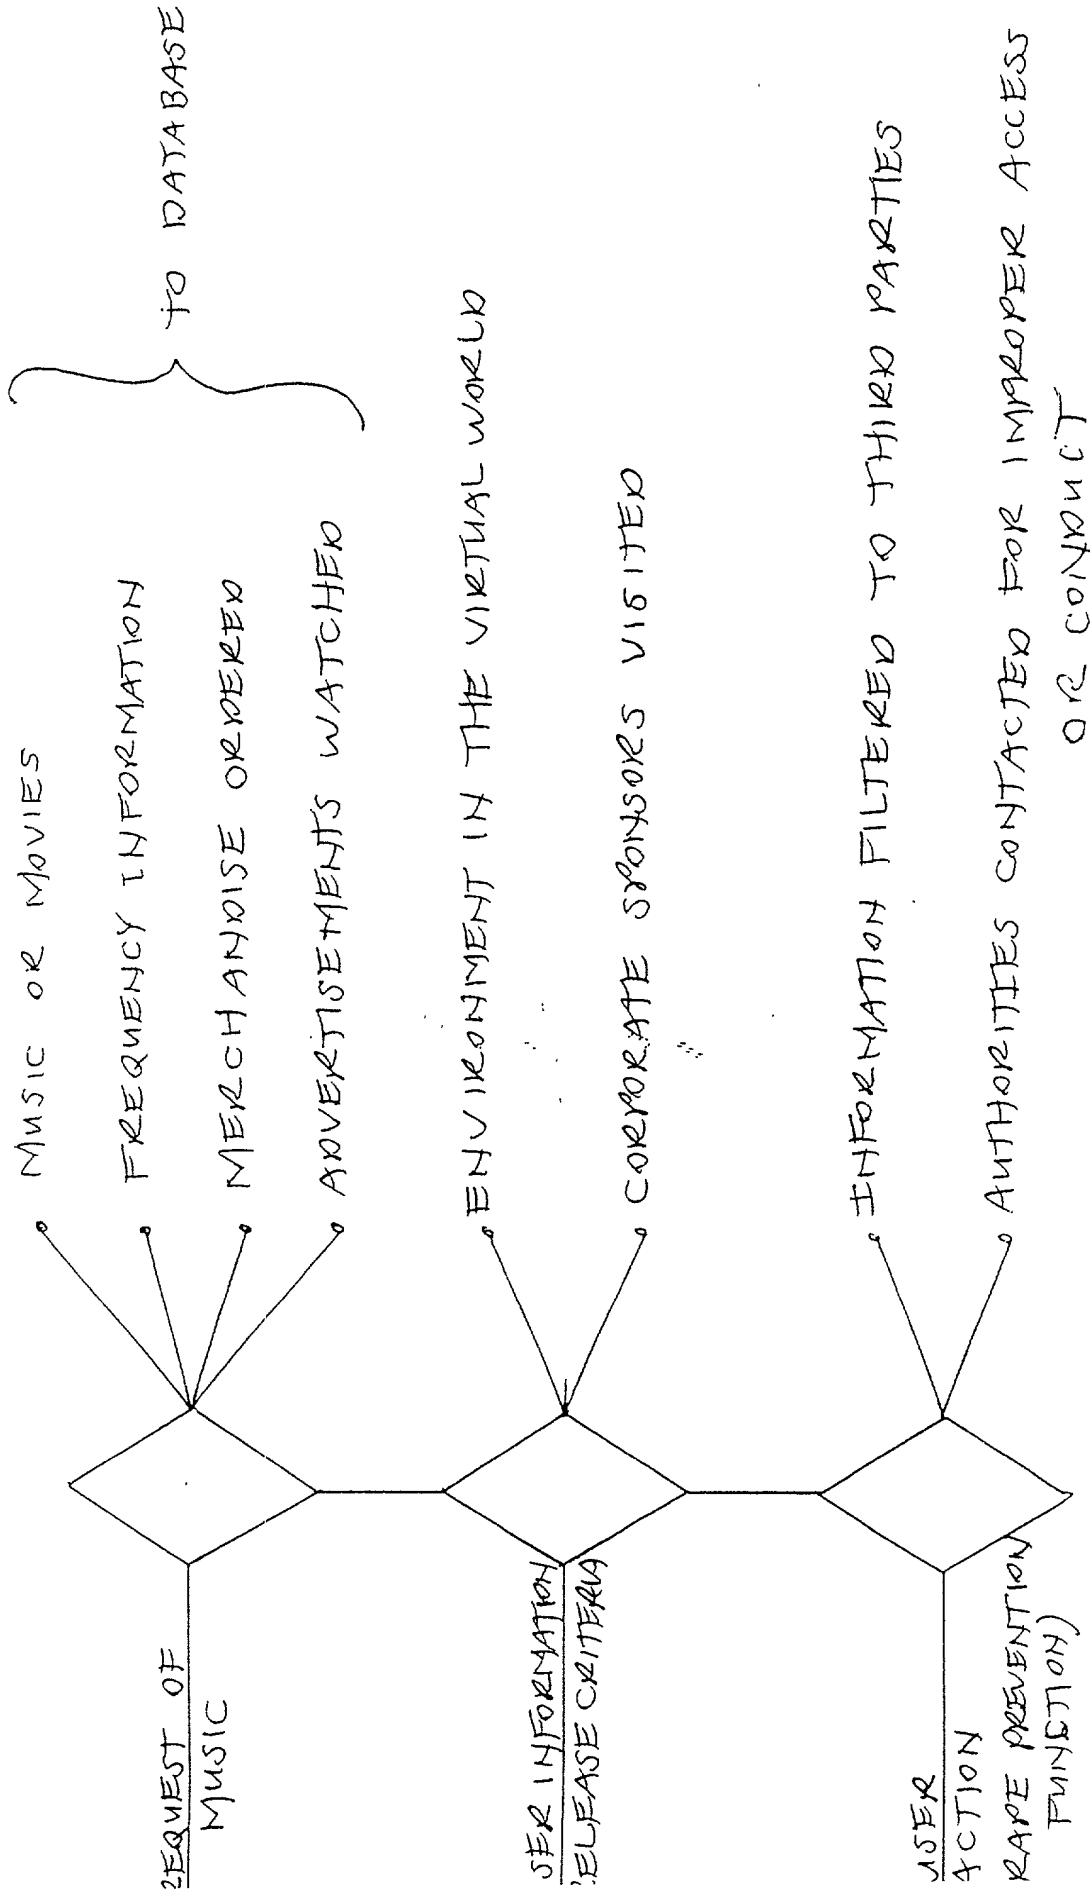 REQUEST OF
MUSIC
MUSIC OR MOVIES
FREQUENCY INFORMATION
MERCHANDISE ORDERED
ADVERTISEMENTS WATCHED
TO DATABASE
SER INFORMATION
ELEASE CRITERIA
ENVIRONMENT IN THE VIRTUAL WORLD
CORPORATE SPONSORS VISITED
USER
ACTION
RAPE PREVENTION
FUNCTION)
INFORMATION FILTERED TO THIRD PARTIES
AUTHORITIES CONTACTED FOR IMPROPER ACCESS
OR CONDUCT